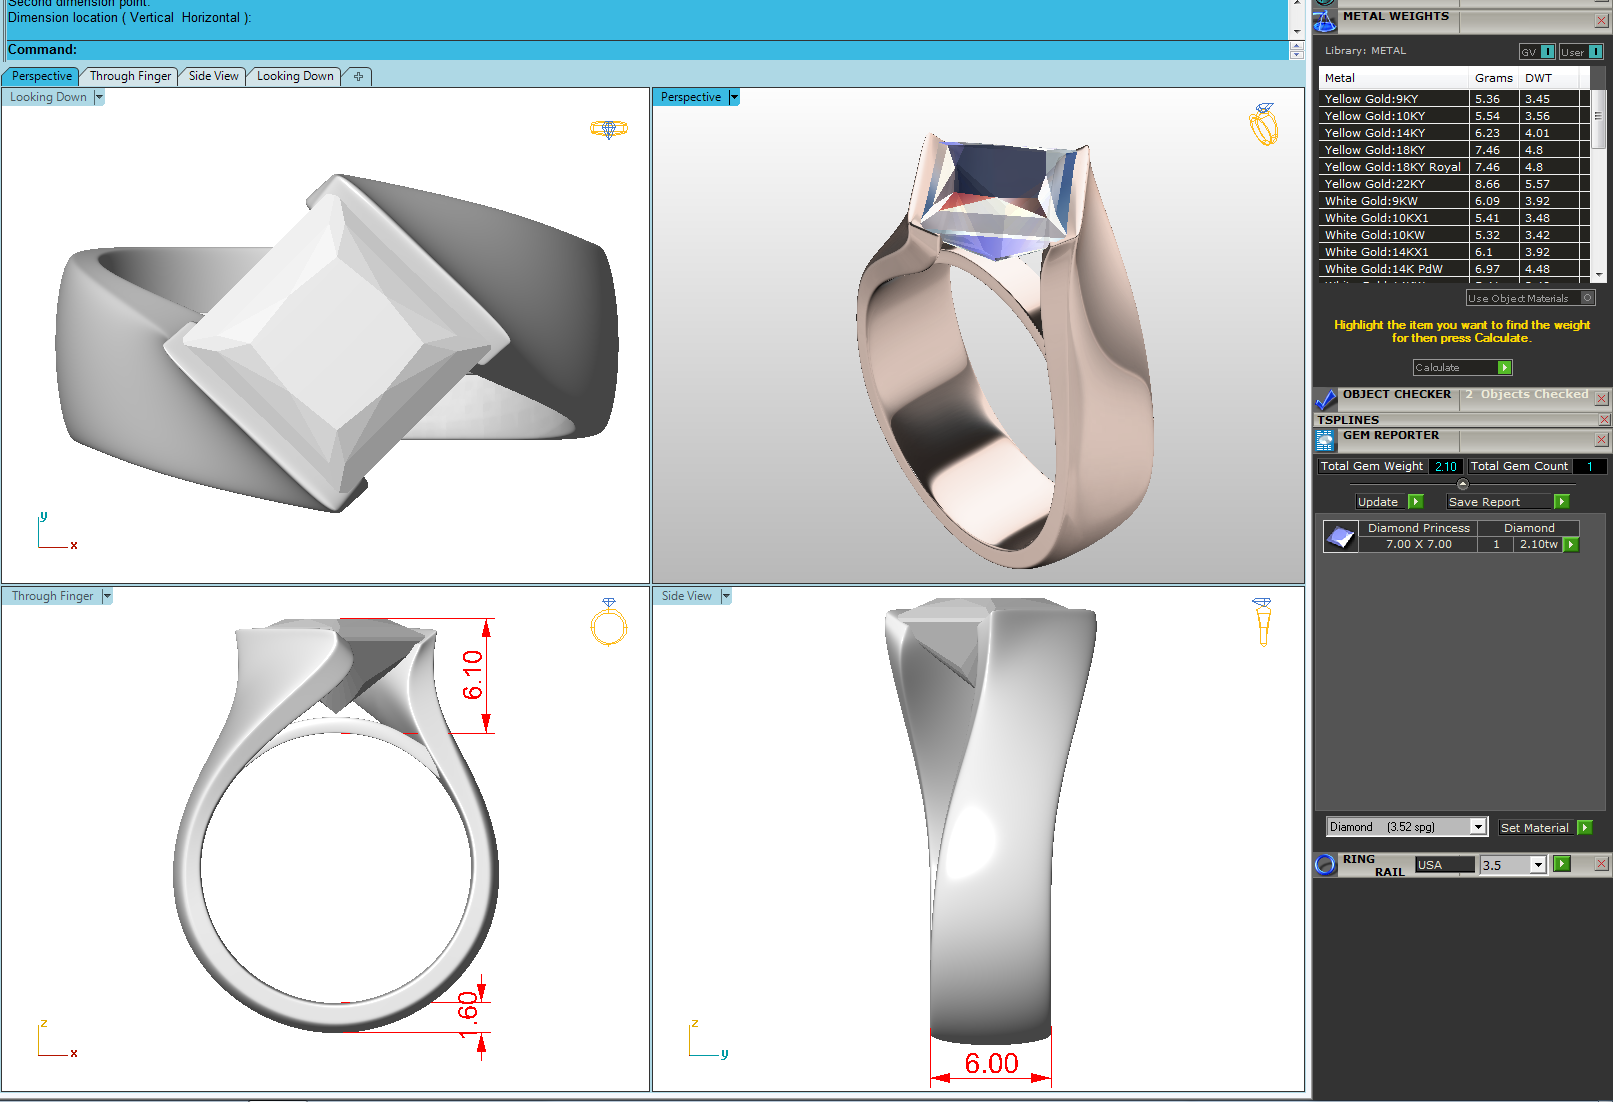 Second dimension point:
Dimension location ( Vertical  Horizontal ):
Command:
Perspective
Through Finger
Side View
Looking Down
Looking Down
y
x
Perspective
Through Finger
6.10
1.60
z
x
Side View
z
y
6.00
METAL WEIGHTS
Library: METAL
GV
User
Metal Grams DWT
Yellow Gold:9KY 5.36 3.45
Yellow Gold:10KY 5.54 3.56
Yellow Gold:14KY 6.23 4.01
Yellow Gold:18KY 7.46 4.8
Yellow Gold:18KY Royal 7.46 4.8
Yellow Gold:22KY 8.66 5.57
White Gold:9KW 6.09 3.92
White Gold:10KX1 5.41 3.48
White Gold:10KW 5.32 3.42
White Gold:14KX1 6.1 3.92
White Gold:14K PdW 6.97 4.48
Use Object Materials
Highlight the item you want to find the weight
for then press Calculate.
Calculate
OBJECT CHECKER 2 Objects Checked
TSPLINES
GEM REPORTER
Total Gem Weight 2.10 Total Gem Count 1
Update Save Report
Diamond Princess Diamond
7.00 X 7.00 1 2.10tw
Diamond (3.52 spg) Set Material
RING RAIL USA 3.5